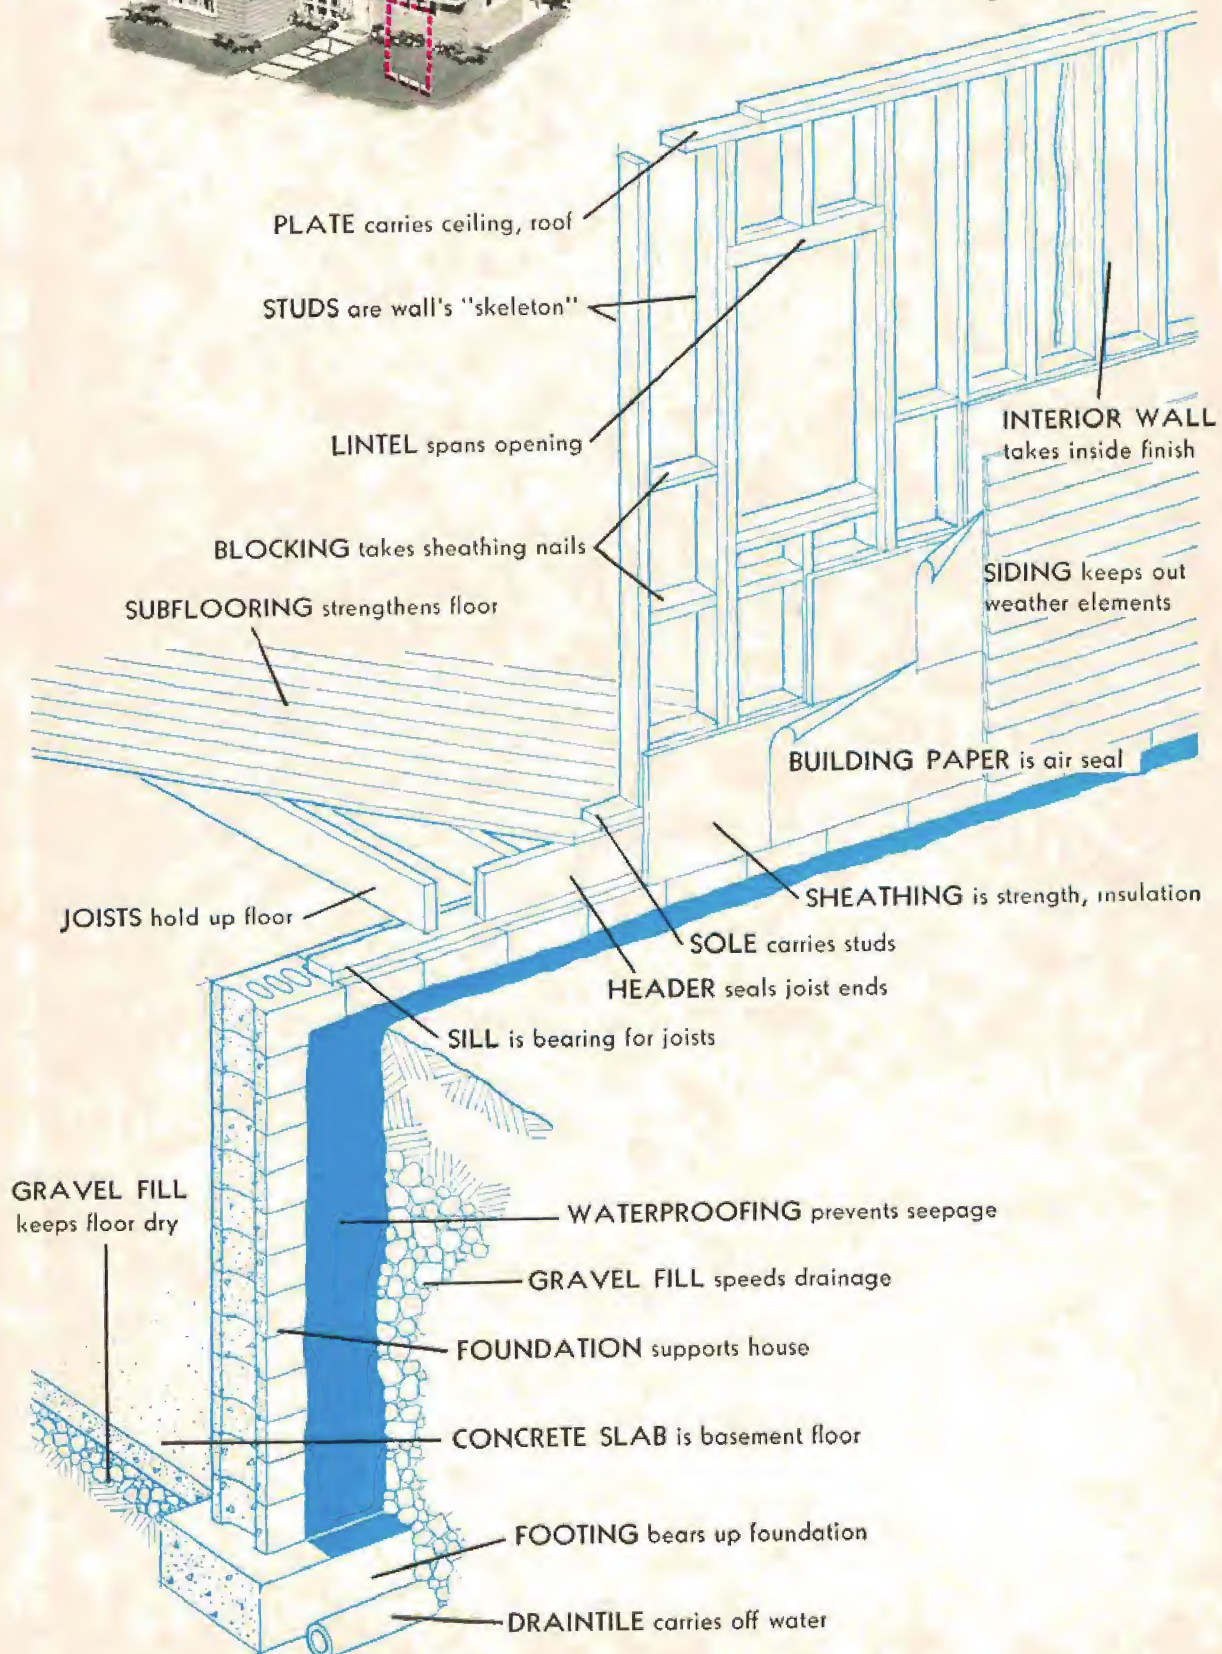 PLATE carries ceiling, roof
STUDS are wall's "skeleton"
LINTEL spans opening
INTERIOR WALL
takes inside finish
BLOCKING takes sheathing nails
SIDING keeps out
weather elements
SUBFLOORING strengthens floor
BUILDING PAPER is air seal
SHEATHING is strength, insulation
JOISTS hold up floor
SOLE carries studs
HEADER seals joist ends
SILL is bearing for joists
GRAVEL FILL
keeps floor dry
WATERPROOFING prevents seepage
GRAVEL FILL speeds drainage
FOUNDATION supports house
CONCRETE SLAB is basement floor
FOOTING bears up foundation
DRAINTILE carries off water